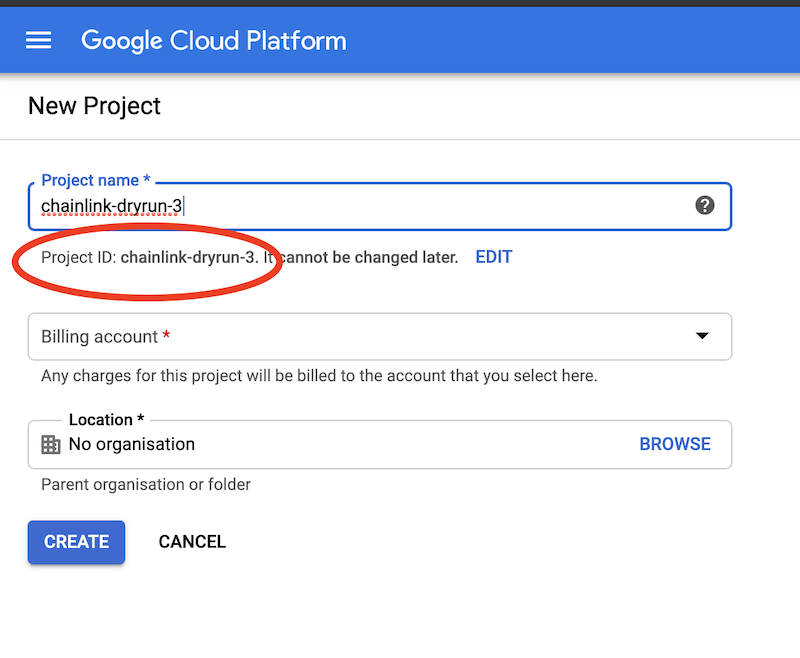 Google Cloud Platform
New Project
Project name *
chainlink-dryrun-3
Project ID: chainlink-dryrun-3. It cannot be changed later. EDIT
Billing account *
Any charges for this project will be billed to the account that you select here.
Location *
No organisation BROWSE
Parent organisation or folder
CREATE CANCEL